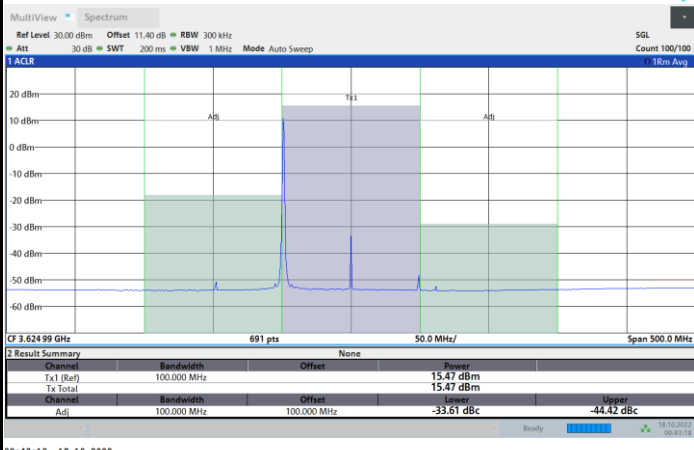 MultiView Spectrum
Ref Level 30.00 dBm Offset 11.40 dB RBW 300 kHz SGL
Att 30 dB SWT 200 ms VBW 1 MHz Mode Auto Sweep Count 100/100
1 ACLR 1Rm Avg
20 dBm
Tx1
10 dBm Adj Adj
0 dBm
-10 dBm
-20 dBm
-30 dBm
-40 dBm
-50 dBm
-60 dBm
CF 3.624 99 GHz 691 pts 50.0 MHz/ Span 500.0 MHz
2 Result Summary None
Channel Bandwidth Offset Power
Tx1 (Ref) 100.000 MHz 15.47 dBm
Tx Total 15.47 dBm
Channel Bandwidth Offset Lower Upper
Adj 100.000 MHz 100.000 MHz -33.61 dBc -44.42 dBc
Ready 18.10.2022
00:43:18